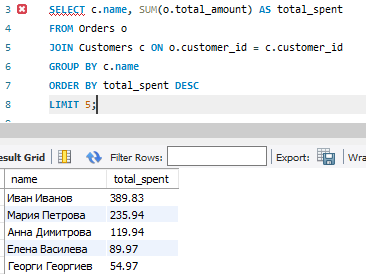 3 SELECT c.name, SUM(o.total_amount) AS total_spent
4 FROM Orders o
5 JOIN Customers c ON o.customer_id = c.customer_id
6 GROUP BY c.name
7 ORDER BY total_spent DESC
8 LIMIT 5;
esult Grid Filter Rows: Export: Wra
name total_spent
Иван Иванов 389.83
Мария Петрова 235.94
Анна Димитрова 119.94
Елена Василева 89.97
Георги Георгиев 54.97